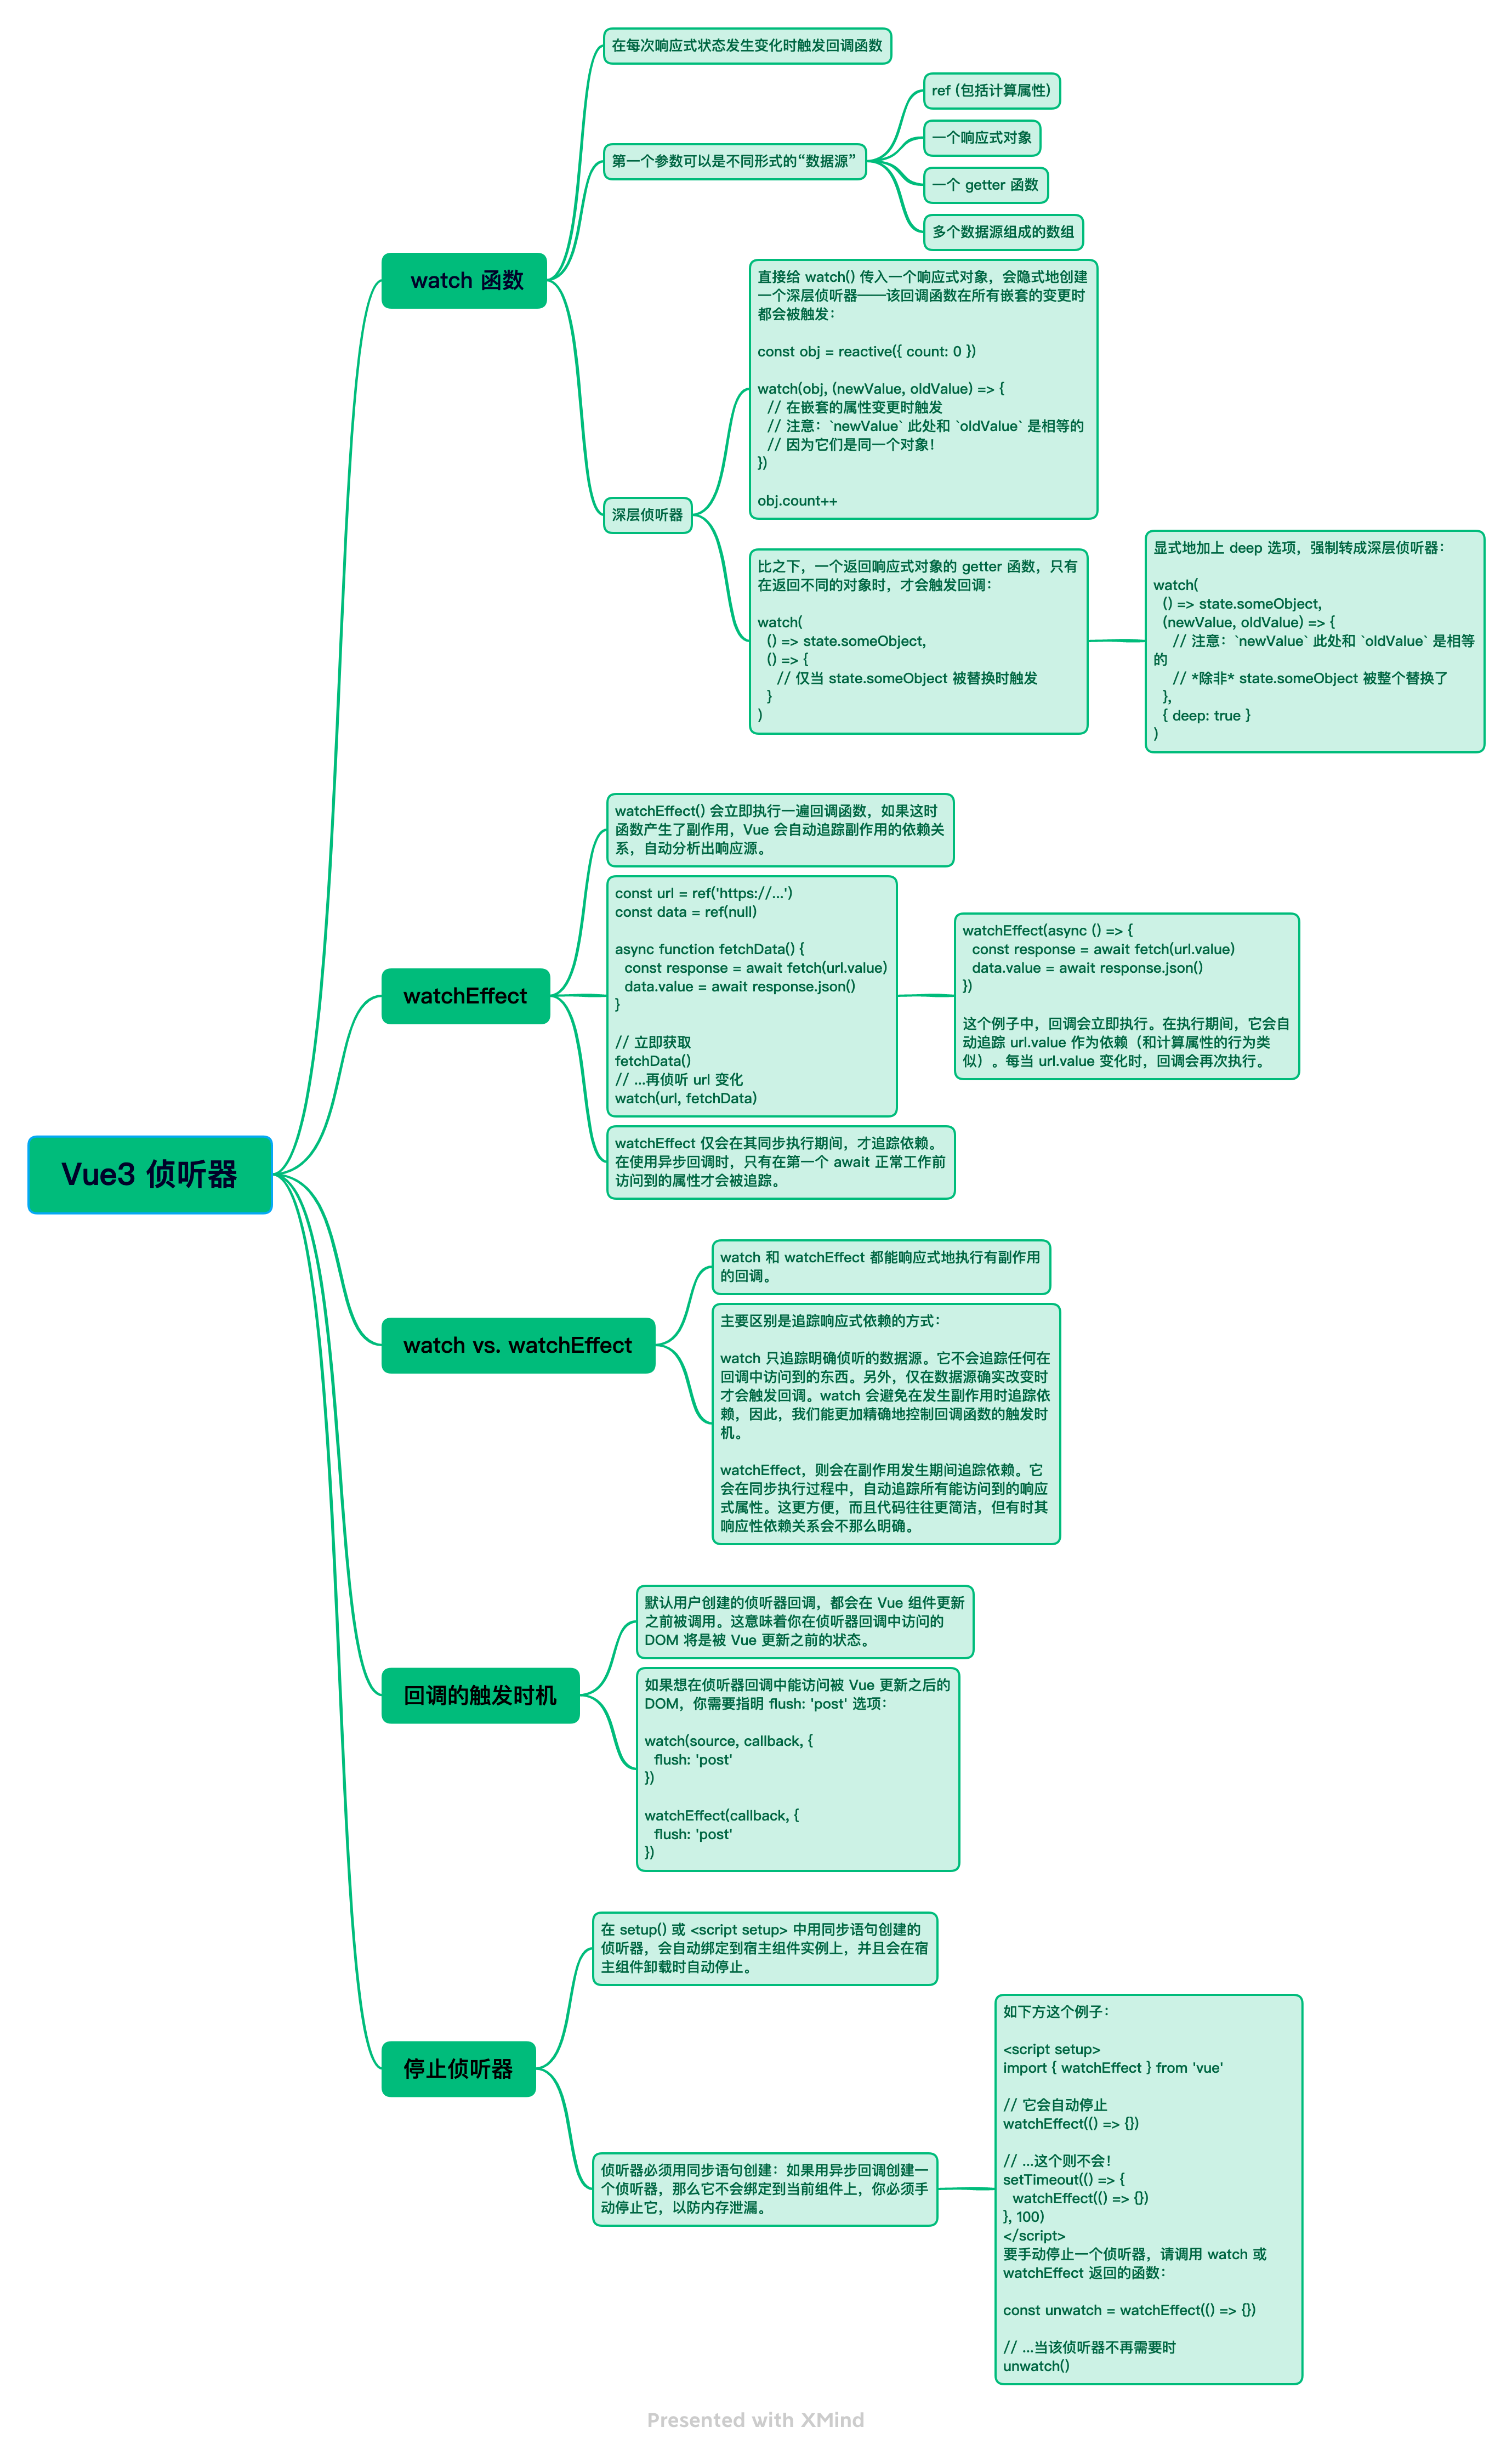 Vue3 侦听器
watch 函数
在每次响应式状态发生变化时触发回调函数
第一个参数可以是不同形式的“数据源”
ref (包括计算属性)
一个响应式对象
一个 getter 函数
多个数据源组成的数组
深层侦听器
直接给 watch() 传入一个响应式对象，会隐式地创建
一个深层侦听器——该回调函数在所有嵌套的变更时
都会被触发：
const obj = reactive({ count: 0 })
watch(obj, (newValue, oldValue) => {
  // 在嵌套的属性变更时触发
  // 注意：`newValue` 此处和 `oldValue` 是相等的
  // 因为它们是同一个对象！
})
obj.count++
比之下，一个返回响应式对象的 getter 函数，只有
在返回不同的对象时，才会触发回调：
watch(
  () => state.someObject,
  () => {
    // 仅当 state.someObject 被替换时触发
  }
)
显式地加上 deep 选项，强制转成深层侦听器：
watch(
  () => state.someObject,
  (newValue, oldValue) => {
    // 注意：`newValue` 此处和 `oldValue` 是相等
的
    // *除非* state.someObject 被整个替换了
  },
  { deep: true }
)
watchEffect
watchEffect() 会立即执行一遍回调函数，如果这时
函数产生了副作用，Vue 会自动追踪副作用的依赖关
系，自动分析出响应源。
const url = ref('https://...')
const data = ref(null)
async function fetchData() {
  const response = await fetch(url.value)
  data.value = await response.json()
}
// 立即获取
fetchData()
// ...再侦听 url 变化
watch(url, fetchData)
watchEffect(async () => {
  const response = await fetch(url.value)
  data.value = await response.json()
})
这个例子中，回调会立即执行。在执行期间，它会自
动追踪 url.value 作为依赖（和计算属性的行为类
似）。每当 url.value 变化时，回调会再次执行。
watchEffect 仅会在其同步执行期间，才追踪依赖。
在使用异步回调时，只有在第一个 await 正常工作前
访问到的属性才会被追踪。
watch vs. watchEffect
watch 和 watchEffect 都能响应式地执行有副作用
的回调。
主要区别是追踪响应式依赖的方式：
watch 只追踪明确侦听的数据源。它不会追踪任何在
回调中访问到的东西。另外，仅在数据源确实改变时
才会触发回调。watch 会避免在发生副作用时追踪依
赖，因此，我们能更加精确地控制回调函数的触发时
机。
watchEffect，则会在副作用发生期间追踪依赖。它
会在同步执行过程中，自动追踪所有能访问到的响应
式属性。这更方便，而且代码往往更简洁，但有时其
响应性依赖关系会不那么明确。
回调的触发时机
默认用户创建的侦听器回调，都会在 Vue 组件更新
之前被调用。这意味着你在侦听器回调中访问的
DOM 将是被 Vue 更新之前的状态。
如果想在侦听器回调中能访问被 Vue 更新之后的
DOM，你需要指明 flush: 'post' 选项：
watch(source, callback, {
  flush: 'post'
})
watchEffect(callback, {
  flush: 'post'
})
停止侦听器
在 setup() 或 <script setup> 中用同步语句创建的
侦听器，会自动绑定到宿主组件实例上，并且会在宿
主组件卸载时自动停止。
侦听器必须用同步语句创建：如果用异步回调创建一
个侦听器，那么它不会绑定到当前组件上，你必须手
动停止它，以防内存泄漏。
如下方这个例子：
<script setup>
import { watchEffect } from 'vue'
// 它会自动停止
watchEffect(() => {})
// ...这个则不会！
setTimeout(() => {
  watchEffect(() => {})
}, 100)
</script>
要手动停止一个侦听器，请调用 watch 或
watchEffect 返回的函数：
const unwatch = watchEffect(() => {})
// ...当该侦听器不再需要时
unwatch()
Presented with XMind